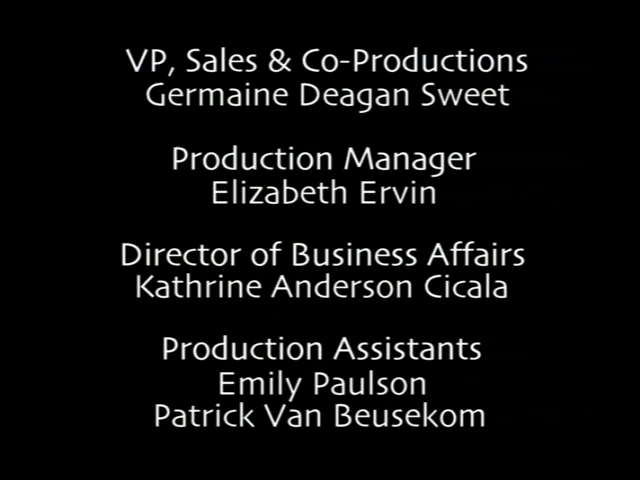 VP, Sales & Co-Productions
Germaine Deagan Sweet
Production Manager
Elizabeth Ervin
Director of Business Affairs
Kathrine Anderson Cicala
Production Assistants
Emily Paulson
Patrick Van Beusekom